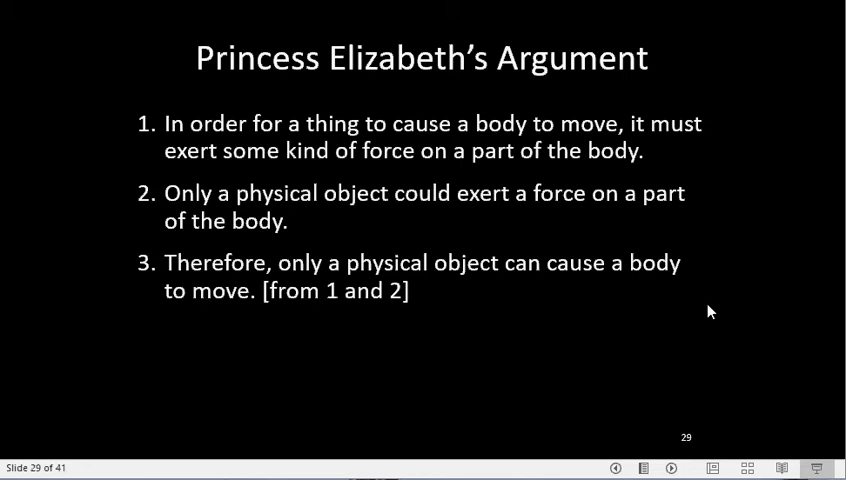 Princess Elizabeth's Argument
1. In order for a thing to cause a body to move, it must
exert some kind of force on a part of the body.
2. Only a physical object could exert a force on a part
of the body.
3. Therefore, only a physical object can cause a body
to move. [from 1 and 2]
29
Slide 29 of 41